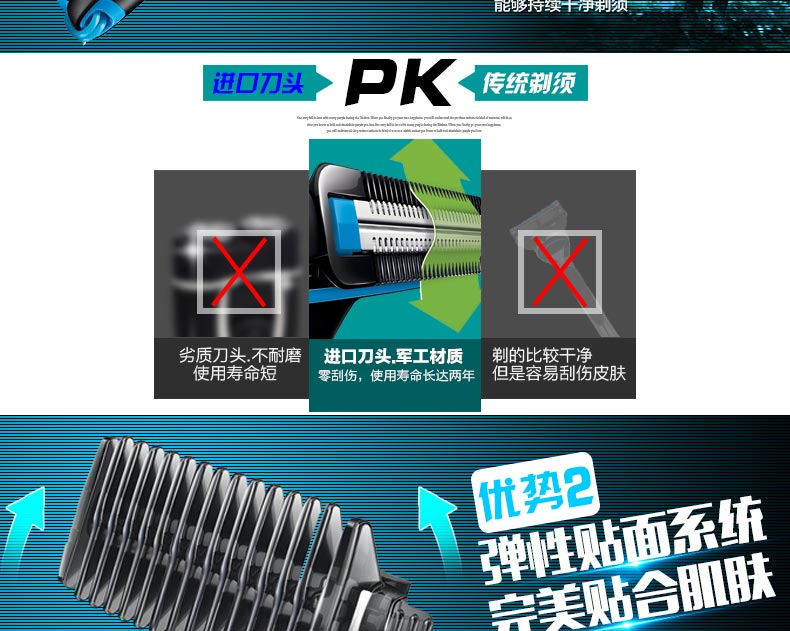 能够持续干净剃须
进口刀头
PK
传统剃须
劣质刀头.不耐磨
使用寿命短
进口刀头.军工材质
零刮伤，使用寿命长达两年
剃的比较干净
但是容易刮伤皮肤
优势2
弹性贴面系统
完美贴合肌肤